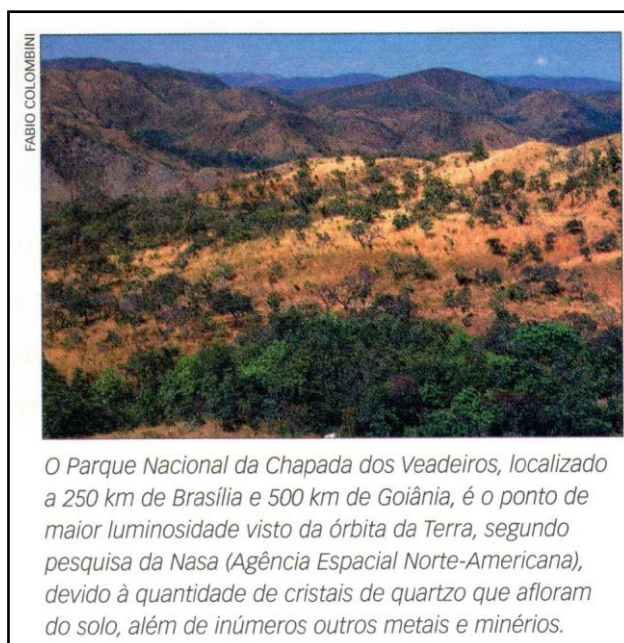 FABIO COLOMBINI
O Parque Nacional da Chapada dos Veadeiros, localizado
a 250 km de Brasília e 500 km de Goiânia, é o ponto de
maior luminosidade visto da órbita da Terra, segundo
pesquisa da Nasa (Agência Espacial Norte-Americana),
devido à quantidade de cristais de quartzo que afloram
do solo, além de inúmeros outros metais e minérios.